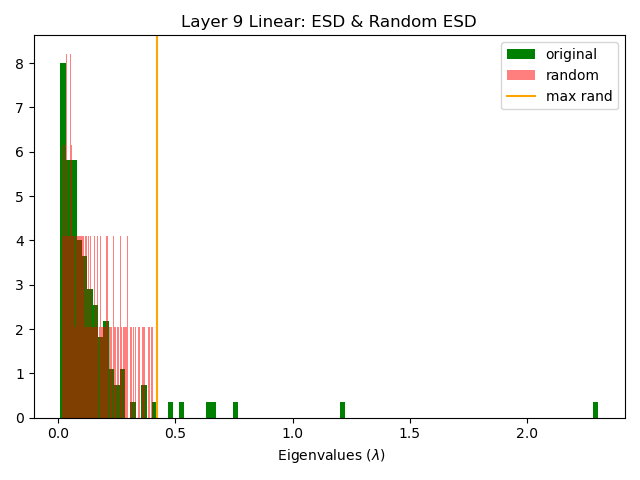 Layer 9 Linear: ESD & Random ESD
original
random
max rand
8
7
6
5
4
3
2
1
0
0.0 0.5 1.0 1.5 2.0
Eigenvalues (λ)